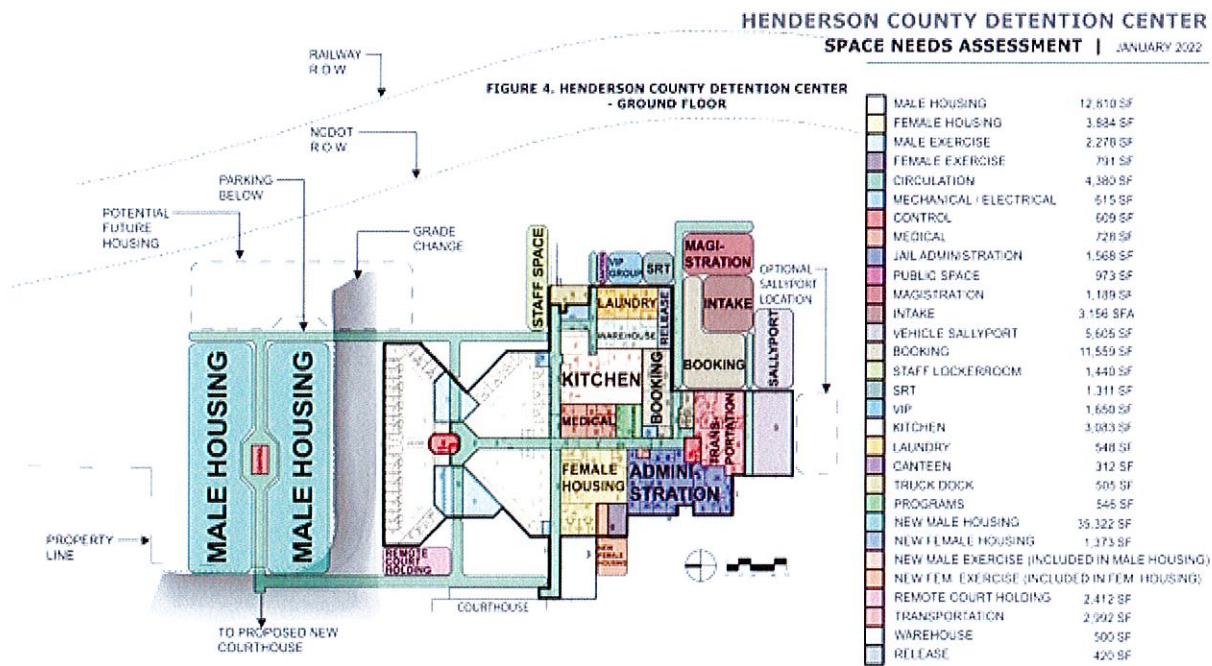 HENDERSON COUNTY DETENTION CENTER
SPACE NEEDS ASSESSMENT | JANUARY 2022
FIGURE 4. HENDERSON COUNTY DETENTION CENTER
- GROUND FLOOR
RAILWAY
R.O.W
NCDOT
R.O.W
PARKING
BELOW
POTENTIAL
FUTURE
HOUSING
GRADE
CHANGE
STAFF SPACE
VIP
GROUP
SRT
MAGI-
STRATION
OPTIONAL
SALLYPORT
LOCATION
LAUNDRY
RELEASE
INTAKE
WAREHOUSE
SALLYPORT
KITCHEN
BOOKING
BOOKING
MALE HOUSING
MALE HOUSING
MEDICAL
TRANS-
PORTATION
FEMALE
HOUSING
ADMINI-
STRATION
PROPERTY
LINE
REMOTE
COURT
HOLDING
NEW
FEMALE
HOUSING
COURTHOUSE
TO PROPOSED NEW
COURTHOUSE
MALE HOUSING 12,810 SF
FEMALE HOUSING 3,884 SF
MALE EXERCISE 2,278 SF
FEMALE EXERCISE 791 SF
CIRCULATION 4,380 SF
MECHANICAL / ELECTRICAL 615 SF
CONTROL 609 SF
MEDICAL 728 SF
JAIL ADMINISTRATION 1,568 SF
PUBLIC SPACE 973 SF
MAGISTRATION 1,189 SF
INTAKE 3,156 SFA
VEHICLE SALLYPORT 5,605 SF
BOOKING 11,559 SF
STAFF LOCKERROOM 1,440 SF
SRT 1,311 SF
VIP 1,650 SF
KITCHEN 3,083 SF
LAUNDRY 548 SF
CANTEEN 312 SF
TRUCK DOCK 505 SF
PROGRAMS 546 SF
NEW MALE HOUSING 35,322 SF
NEW FEMALE HOUSING 1,373 SF
NEW MALE EXERCISE (INCLUDED IN MALE HOUSING)
NEW FEM. EXERCISE (INCLUDED IN FEM. HOUSING)
REMOTE COURT HOLDING 2,412 SF
TRANSPORTATION 2,992 SF
WAREHOUSE 500 SF
RELEASE 420 SF